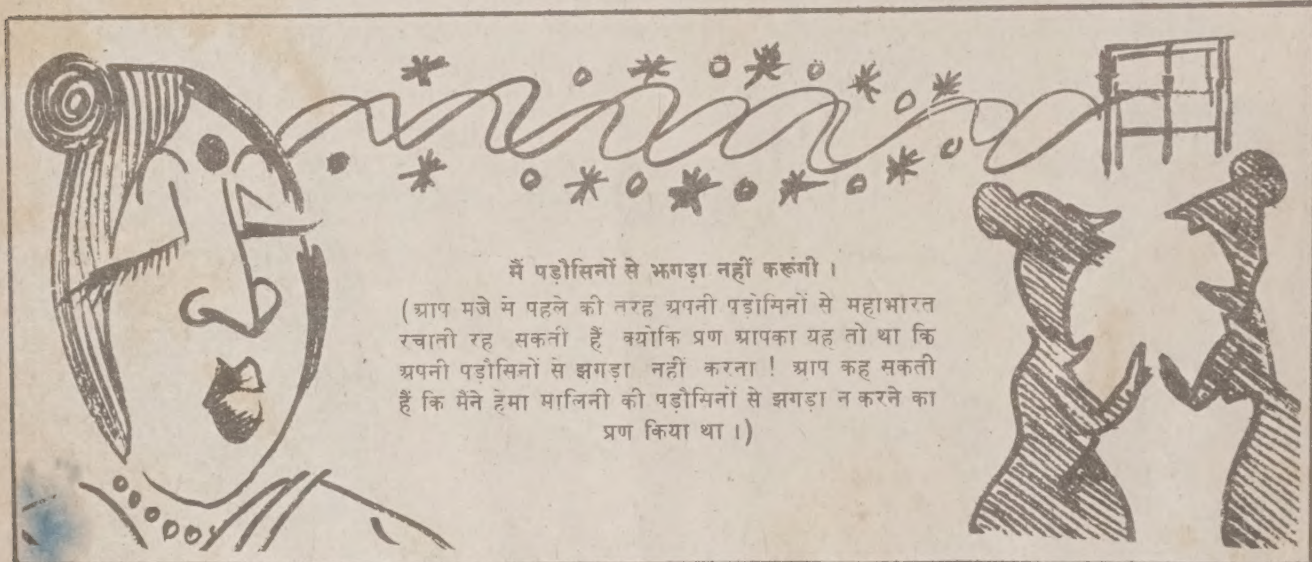 मैं पड़ौसिनों से झगड़ा नहीं करूंगी ।
(आप मजे से पहले की तरह अपनी पड़ोसिनों से महाभारत
रचाती रह सकती हैं क्योकि प्रण आपका यह तो था कि
अपनी पड़ौसिनों से झगड़ा नहीं करना ! आप कह सकती
हैं कि मैंने हेमा मालिनी की पड़ौसिनों से झगड़ा न करने का
प्रण किया था ।)